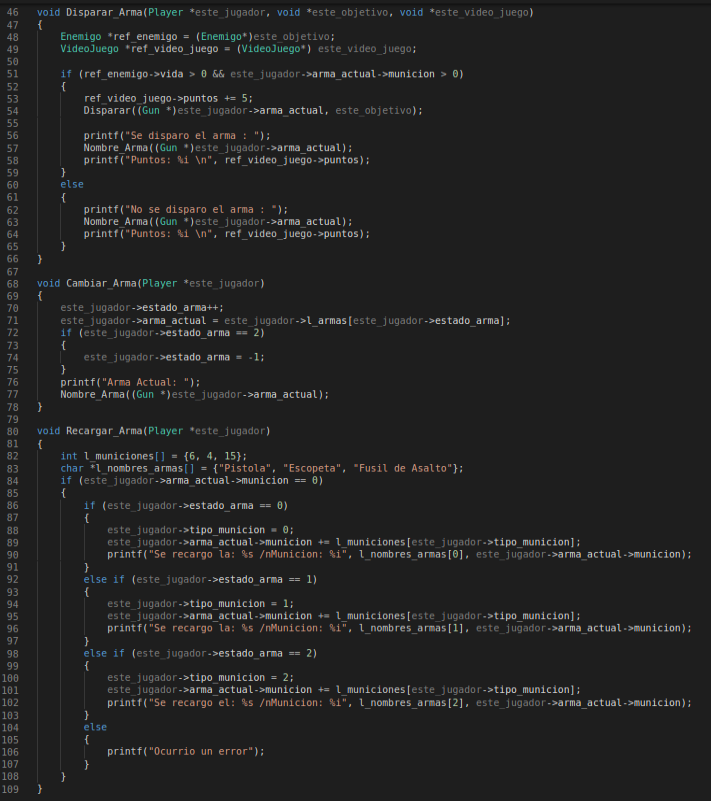 46 void Disparar_Arma(Player *este_jugador, void *este_objetivo, void *este_video_juego)
47 {
48     Enemigo *ref_enemigo = (Enemigo*)este_objetivo;
49     VideoJuego *ref_video_juego = (VideoJuego*) este_video_juego;
50
51     if (ref_enemigo->vida > 0 && este_jugador->arma_actual->municion > 0)
52     {
53         ref_video_juego->puntos += 5;
54         Disparar((Gun *)este_jugador->arma_actual, este_objetivo);
55
56         printf("Se disparo el arma : ");
57         Nombre_Arma((Gun *)este_jugador->arma_actual);
58         printf("Puntos: %i \n", ref_video_juego->puntos);
59     }
60     else
61     {
62         printf("No se disparo el arma : ");
63         Nombre_Arma((Gun *)este_jugador->arma_actual);
64         printf("Puntos: %i \n", ref_video_juego->puntos);
65     }
66 }
67
68 void Cambiar_Arma(Player *este_jugador)
69 {
70     este_jugador->estado_arma++;
71     este_jugador->arma_actual = este_jugador->l_armas[este_jugador->estado_arma];
72     if (este_jugador->estado_arma == 2)
73     {
74         este_jugador->estado_arma = -1;
75     }
76     printf("Arma Actual: ");
77     Nombre_Arma((Gun *)este_jugador->arma_actual);
78 }
79
80 void Recargar_Arma(Player *este_jugador)
81 {
82     int l_municiones[] = {6, 4, 15};
83     char *l_nombres_armas[] = {"Pistola", "Escopeta", "Fusil de Asalto"};
84     if (este_jugador->arma_actual->municion == 0)
85     {
86         if (este_jugador->estado_arma == 0)
87         {
88             este_jugador->tipo_municion = 0;
89             este_jugador->arma_actual->municion += l_municiones[este_jugador->tipo_municion];
90             printf("Se recargo la: %s /nMunicion: %i", l_nombres_armas[0], este_jugador->arma_actual->municion);
91         }
92         else if (este_jugador->estado_arma == 1)
93         {
94             este_jugador->tipo_municion = 1;
95             este_jugador->arma_actual->municion += l_municiones[este_jugador->tipo_municion];
96             printf("Se recargo la: %s /nMunicion: %i", l_nombres_armas[1], este_jugador->arma_actual->municion);
97         }
98         else if (este_jugador->estado_arma == 2)
99         {
100             este_jugador->tipo_municion = 2;
101             este_jugador->arma_actual->municion += l_municiones[este_jugador->tipo_municion];
102             printf("Se recargo el: %s /nMunicion: %i", l_nombres_armas[2], este_jugador->arma_actual->municion);
103         }
104         else
105         {
106             printf("Ocurrio un error");
107         }
108     }
109 }